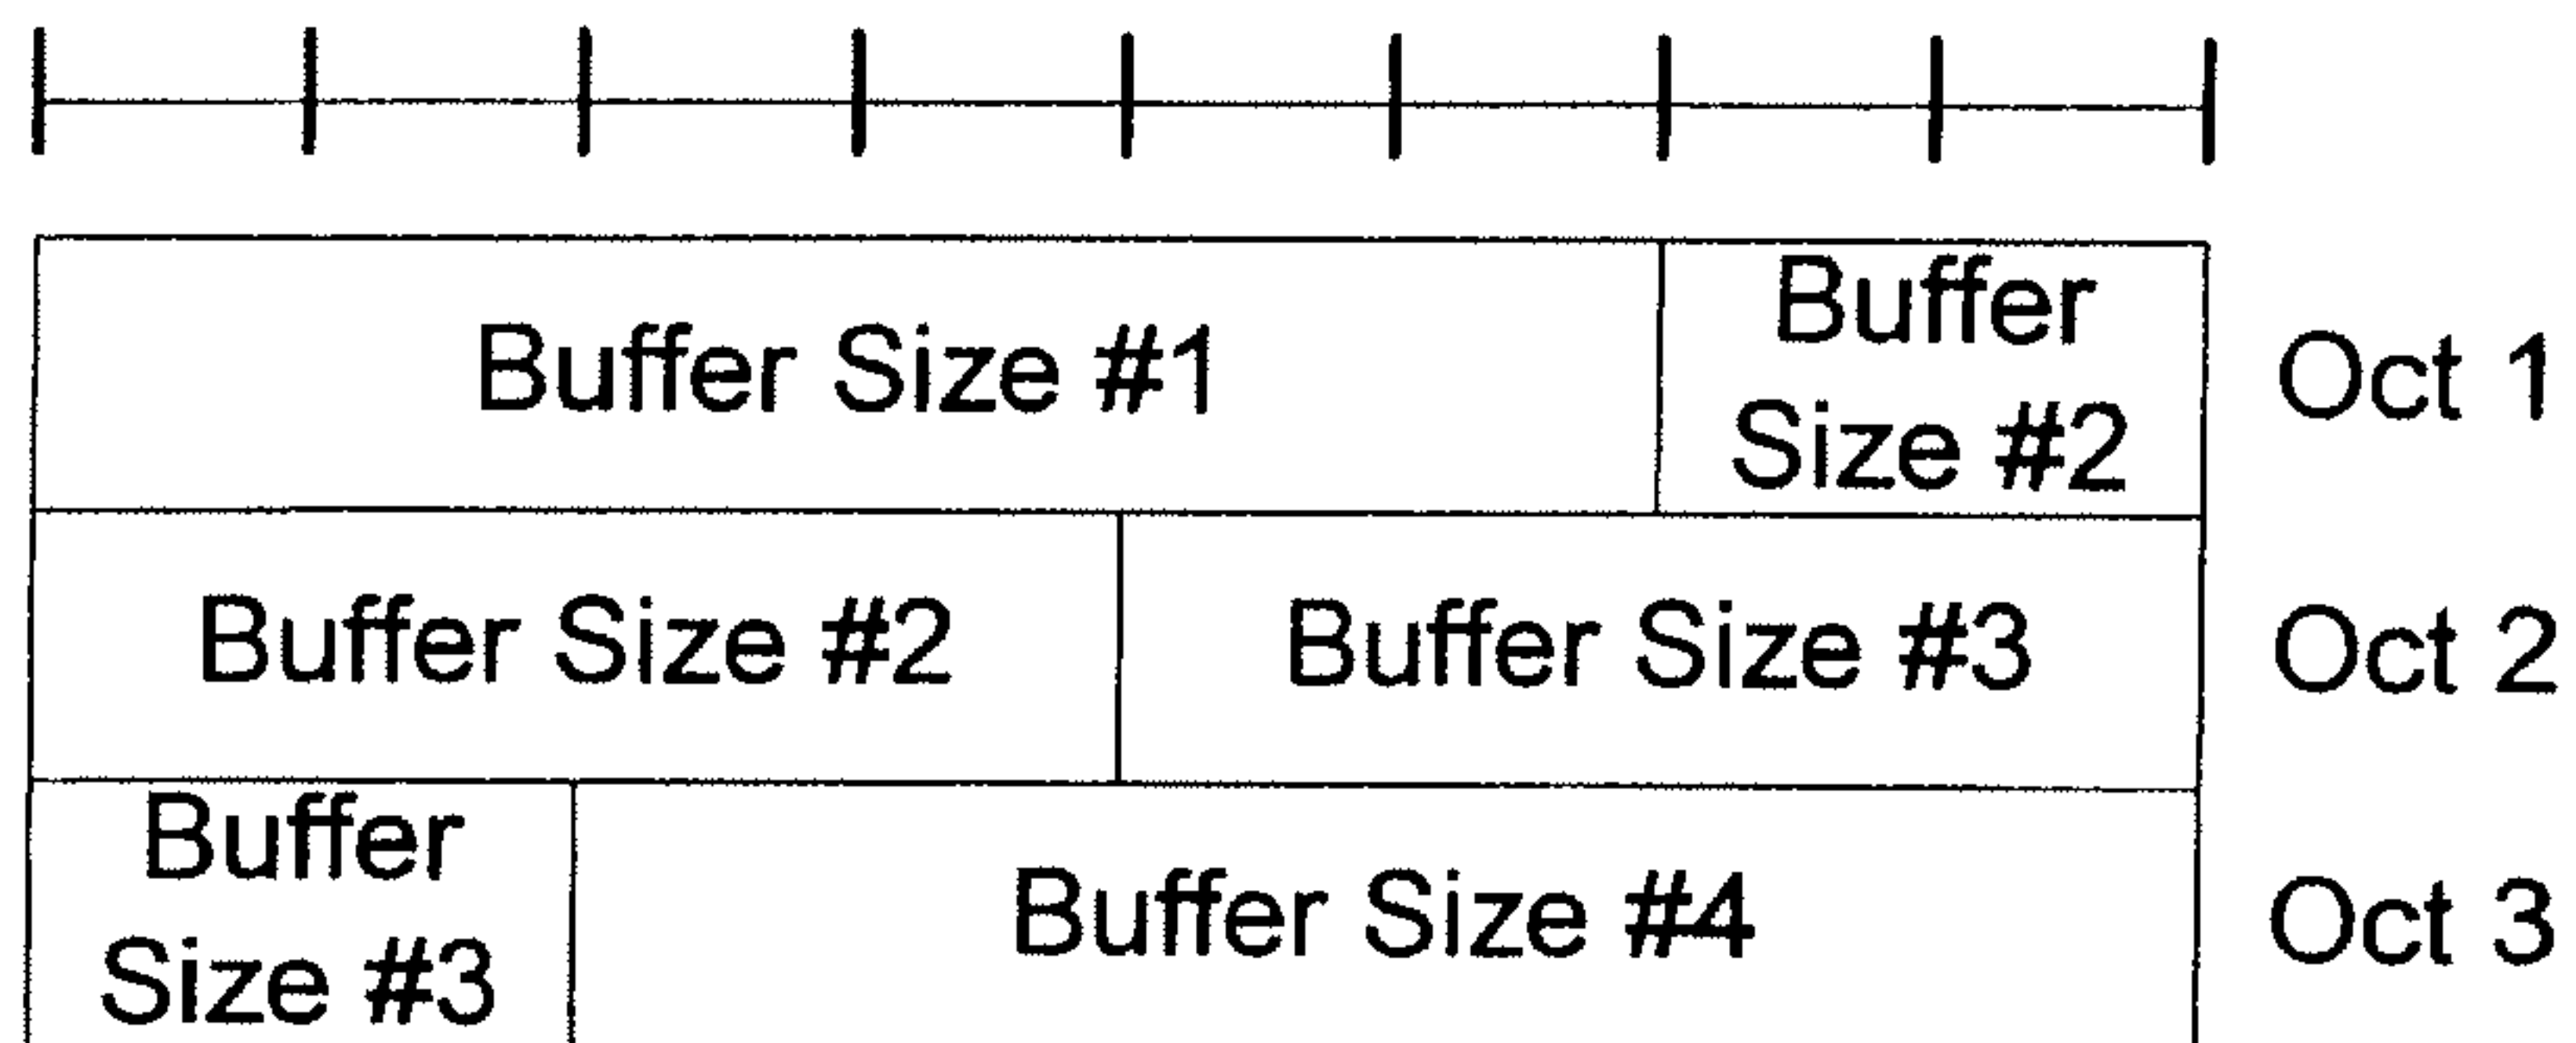 Buffer Size #1
Buffer
Size #2
Oct 1
Buffer Size #2
Buffer Size #3
Oct 2
Buffer
Size #3
Buffer Size #4
Oct 3